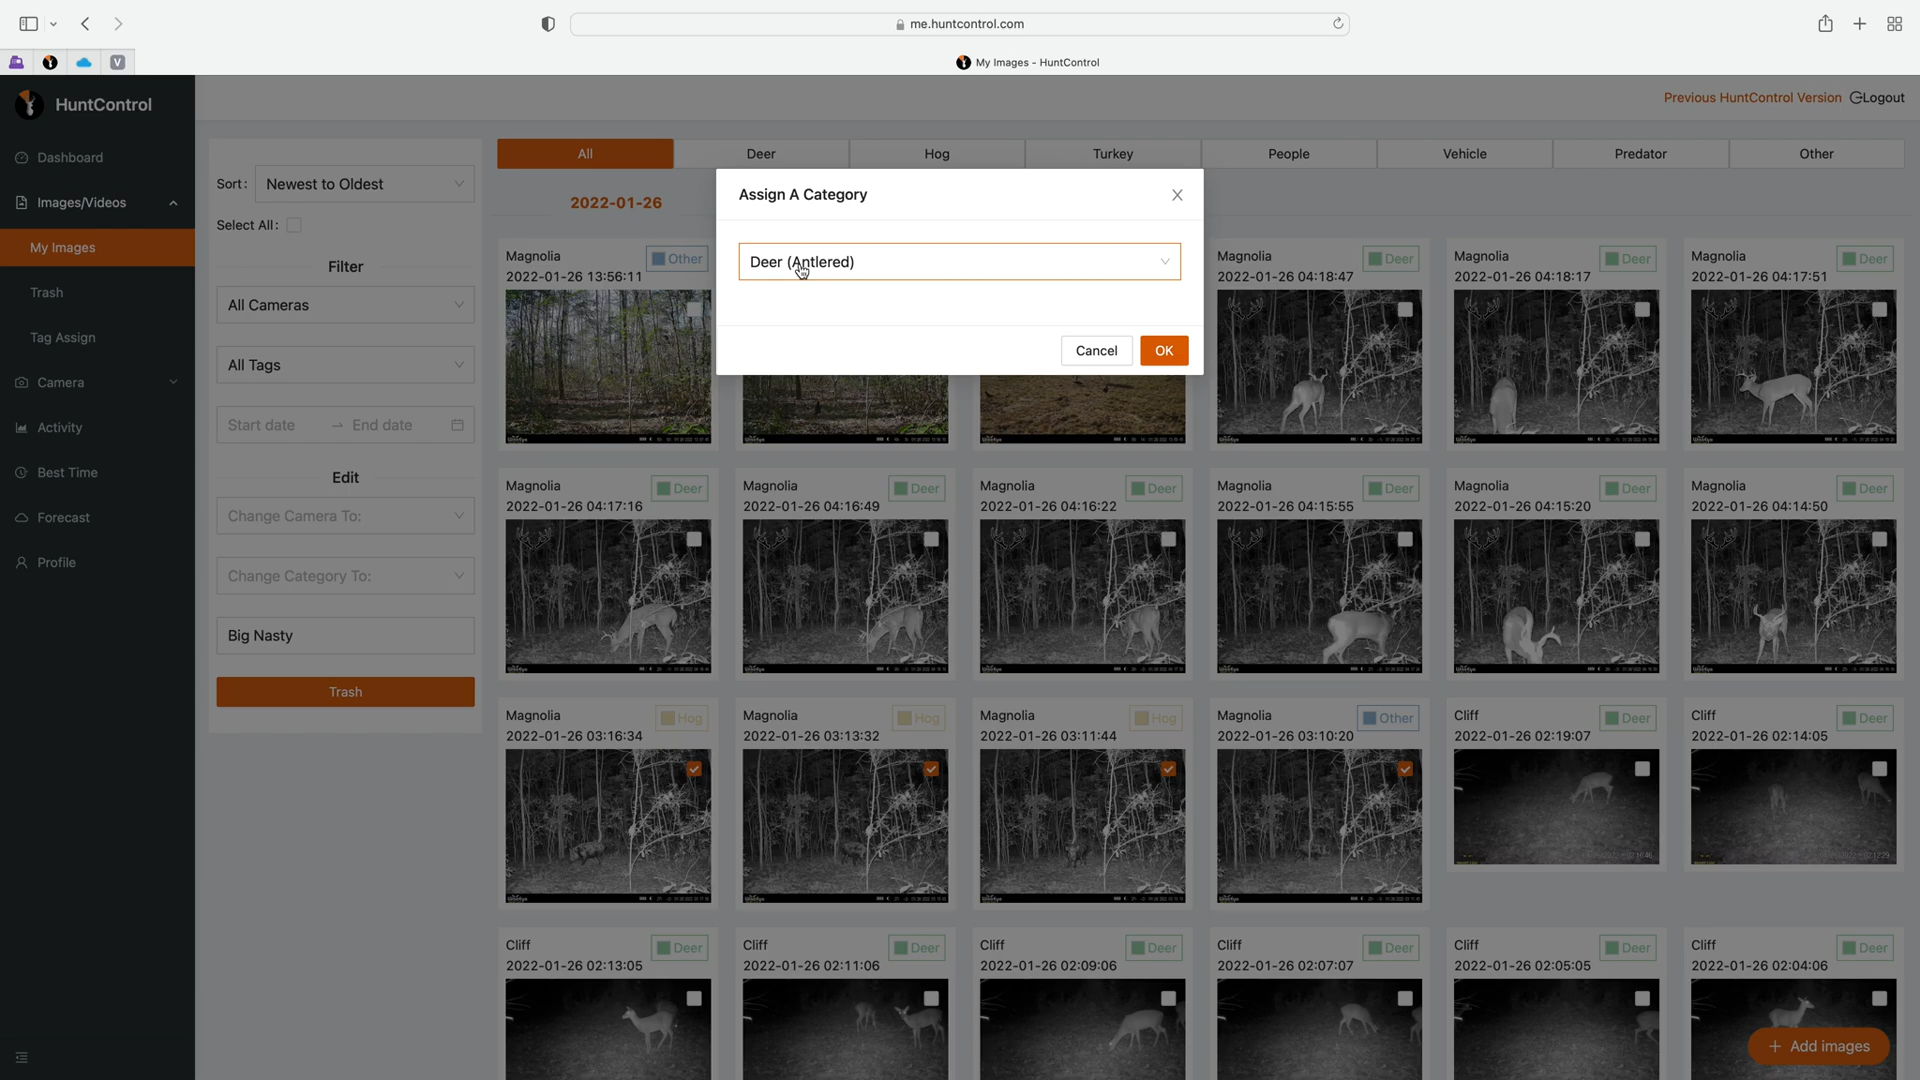 me.huntcontrol.com
V
My Images - HuntControl
HuntControl
Previous HuntControl Version
Logout
Dashboard
Images/Videos
My Images
Trash
Tag Assign
Camera
Activity
Best Time
Forecast
Profile
Sort: Newest to Oldest
Select All:
Filter
All Cameras
All Tags
Start date
End date
Edit
Change Camera To:
Change Category To:
Big Nasty
Trash
All
Deer
Hog
Turkey
People
Vehicle
Predator
Other
2022-01-26
Assign A Category
Deer (Antlered)
Cancel
OK
Magnolia
Other
2022-01-26 13:56:11
Magnolia
Deer
2022-01-26 04:18:47
Magnolia
Deer
2022-01-26 04:18:17
Magnolia
Deer
2022-01-26 04:17:51
Magnolia
Deer
2022-01-26 04:17:16
Magnolia
Deer
2022-01-26 04:16:49
Magnolia
Deer
2022-01-26 04:16:22
Magnolia
Deer
2022-01-26 04:15:55
Magnolia
Deer
2022-01-26 04:15:20
Magnolia
Deer
2022-01-26 04:14:50
Magnolia
Hog
2022-01-26 03:16:34
Magnolia
Hog
2022-01-26 03:13:32
Magnolia
Hog
2022-01-26 03:11:44
Magnolia
Other
2022-01-26 03:10:20
Cliff
Deer
2022-01-26 02:19:07
Cliff
Deer
2022-01-26 02:14:05
Cliff
Deer
2022-01-26 02:13:05
Cliff
Deer
2022-01-26 02:11:06
Cliff
Deer
2022-01-26 02:09:06
Cliff
Deer
2022-01-26 02:07:07
Cliff
Deer
2022-01-26 02:05:05
Cliff
Deer
2022-01-26 02:04:06
+ Add images